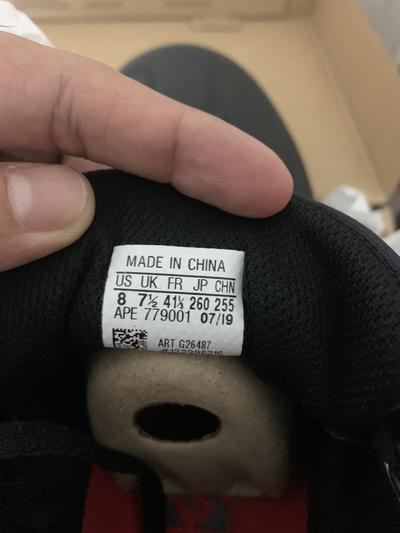 MADE IN CHINA
US UK FR JP CHN
8 7½ 41⅓ 260 255
APE 779001 07/19
ART G26487